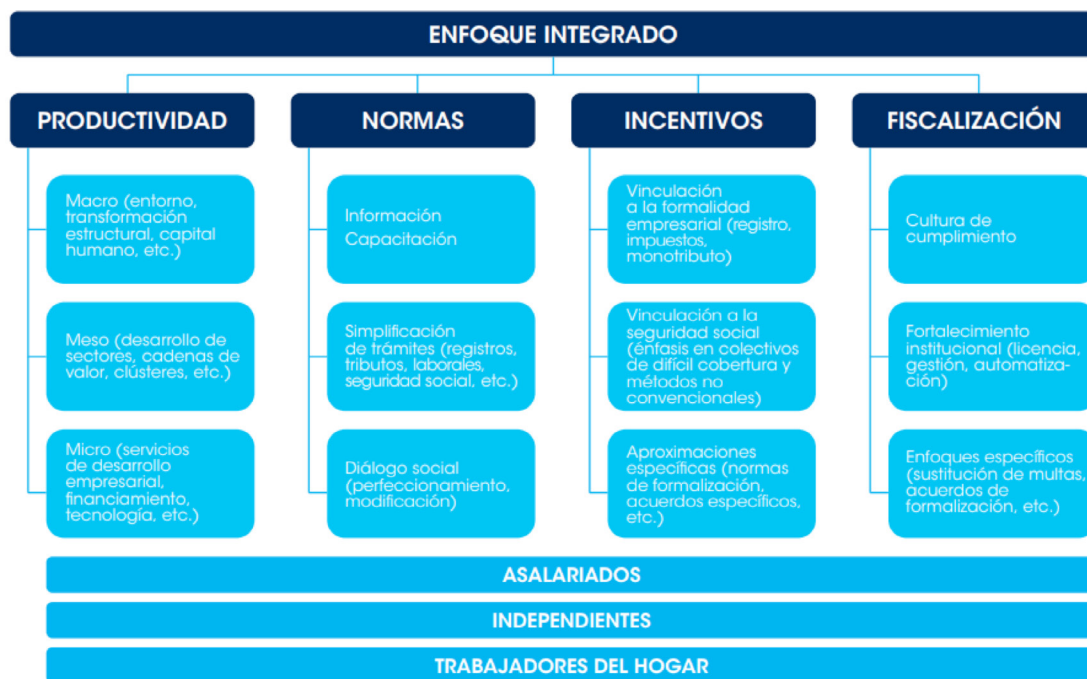 ENFOQUE INTEGRADO
PRODUCTIVIDAD
Macro (entorno,
transformación
estructural, capital
humano, etc.)
Meso (desarrollo de
sectores, cadenas de
valor, clústeres, etc.)
Micro (servicios
de desarrollo
empresarial,
financiamiento,
tecnología, etc.)
NORMAS
Información
Capacitación
Simplificación
de trámites (registros,
tributos, laborales,
seguridad social, etc.)
Diálogo social
(perfeccionamiento,
modificación)
INCENTIVOS
Vinculación
a la formalidad
empresarial (registro,
impuestos,
monotributo)
Vinculación a la
seguridad social
(énfasis en colectivos
de difícil cobertura y
métodos no
convencionales)
Aproximaciones
específicas (normas
de formalización,
acuerdos específicos,
etc.)
FISCALIZACIÓN
Cultura de
cumplimiento
Fortalecimiento
institucional (licencia,
gestión, automatiza-
ción)
Enfoques específicos
(sustitución de multas,
acuerdos de
formalización, etc.)
ASALARIADOS
INDEPENDIENTES
TRABAJADORES DEL HOGAR